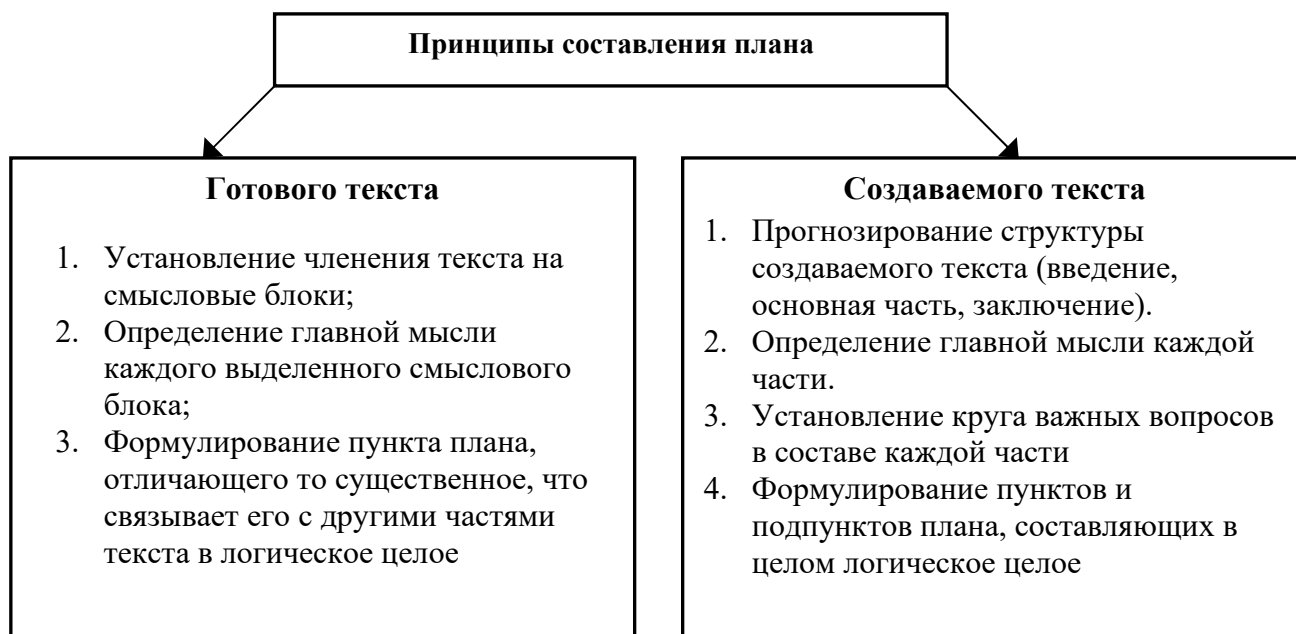 Принципы составления плана
Готового текста
1. Установление членения текста на
смысловые блоки;
2. Определение главной мысли
каждого выделенного смыслового
блока;
3. Формулирование пункта плана,
отличающего то существенное, что
связывает его с другими частями
текста в логическое целое
Создаваемого текста
1. Прогнозирование структуры
создаваемого текста (введение,
основная часть, заключение).
2. Определение главной мысли каждой
части.
3. Установление круга важных вопросов
в составе каждой части
4. Формулирование пунктов и
подпунктов плана, составляющих в
целом логическое целое